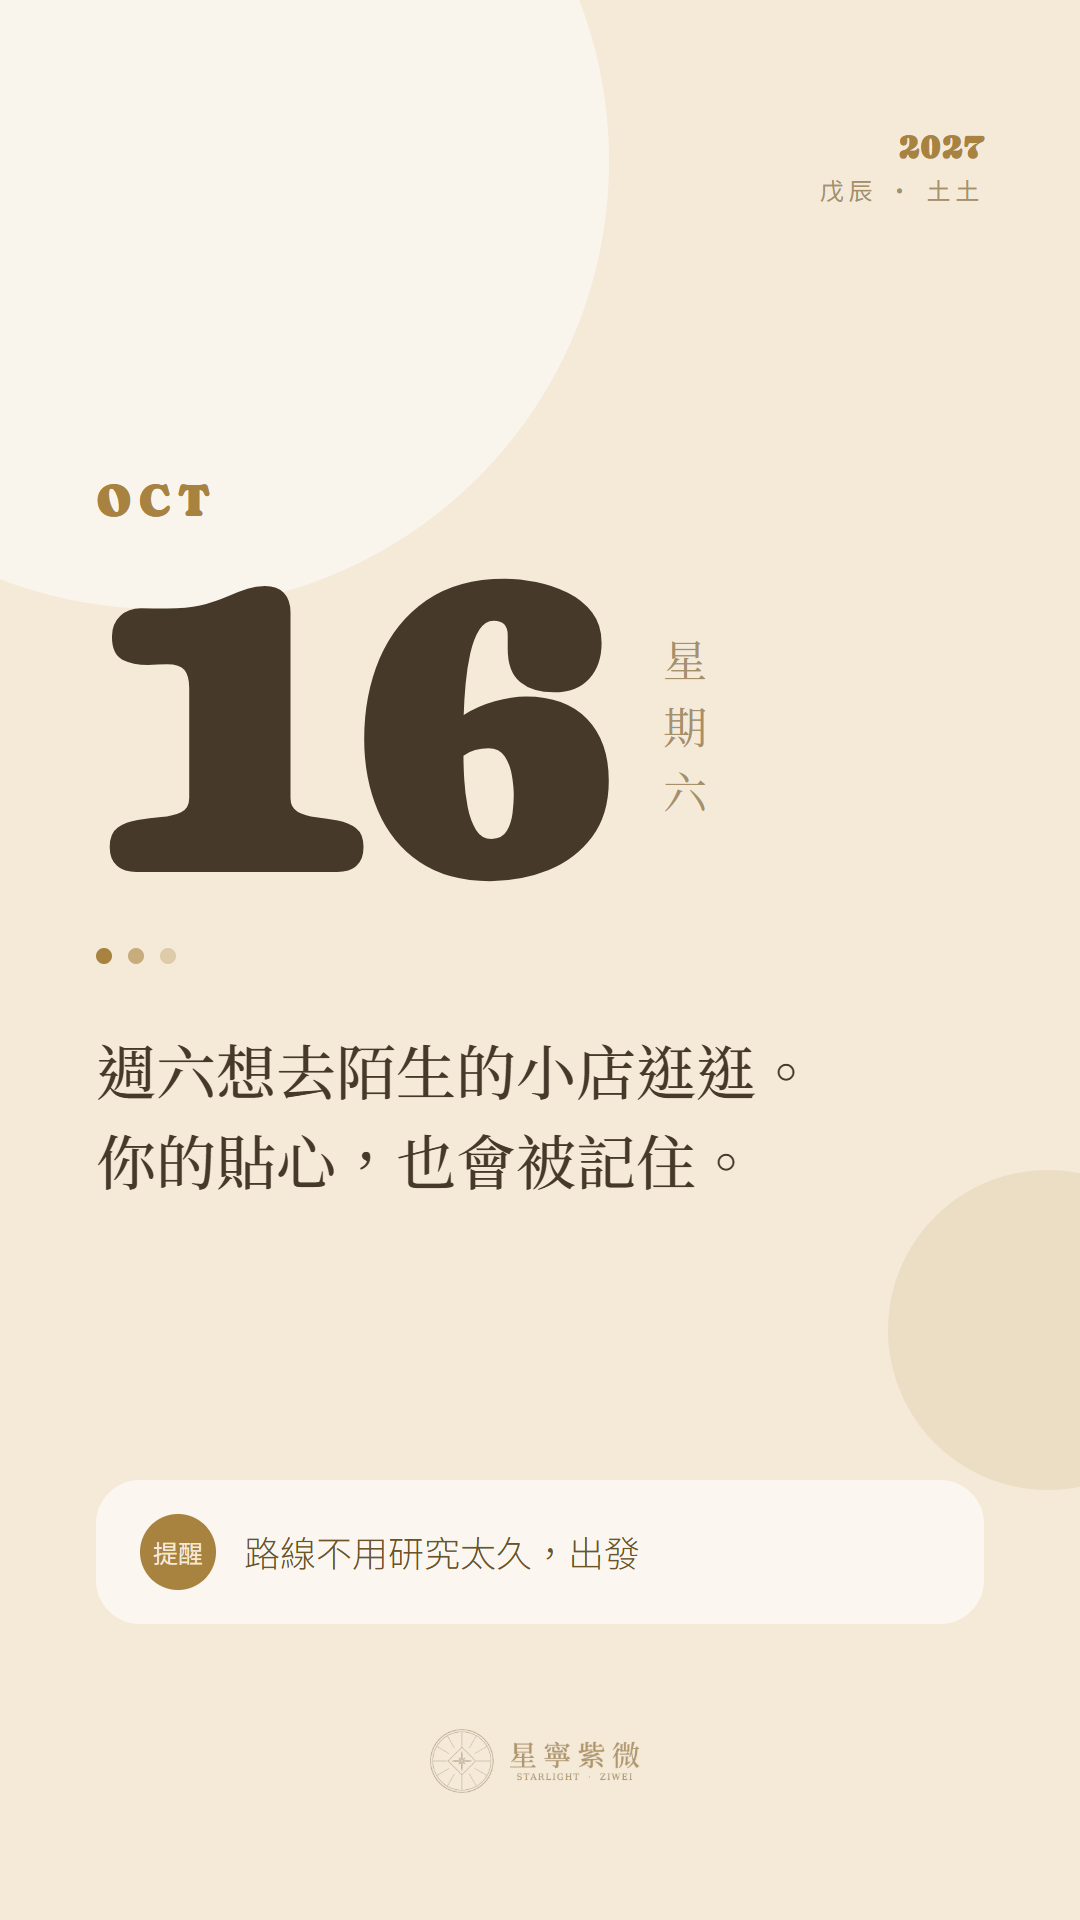 2027
戊辰 · 土土
OCT
16
星期六
週六想去陌生的小店逛逛。
你的貼心，也會被記住。
提醒
路線不用研究太久，出發
星寧紫微
STARLIGHT · ZIWEI